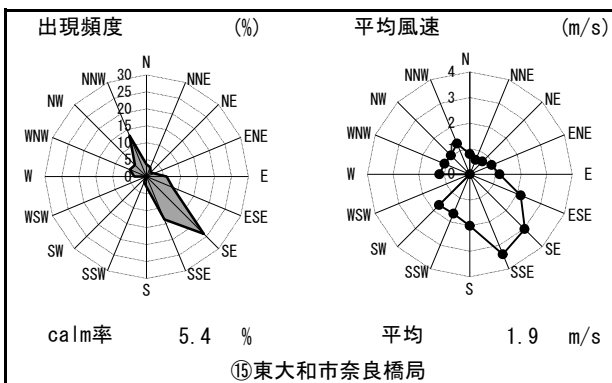 出現頻度 (%)
N
NNE
NE
ENE
E
ESE
SE
SSE
S
SSW
SW
WSW
W
WNW
NW
NNW
30
25
20
15
10
5
0
calm率 5.4 %
平均風速 (m/s)
N
NNE
NE
ENE
E
ESE
SE
SSE
S
SSW
SW
WSW
W
WNW
NW
NNW
4
3
2
1
0
平均 1.9 m/s
⑮東大和市奈良橋局